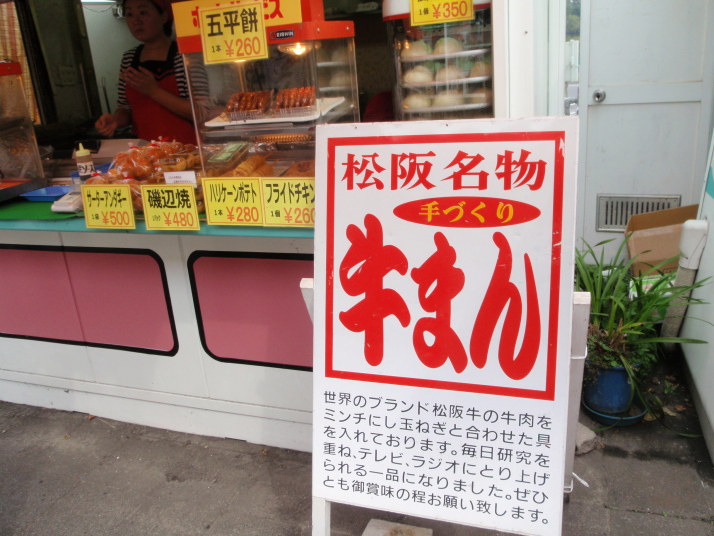 五平餅
1本 ¥260
1個 ¥350
サーターアンダギー
¥500
磯辺焼
¥480
ハリケーンポテト
1本 ¥280
フライドチキン
¥260
松阪名物
手づくり
牛まん
世界のブランド松阪牛の牛肉を
ミンチにし玉ねぎと合わせた具
を入れております。毎日研究を
重ね、テレビ、ラジオにとり上げ
られる一品になりました。ぜひ
とも御賞味の程お願い致します。